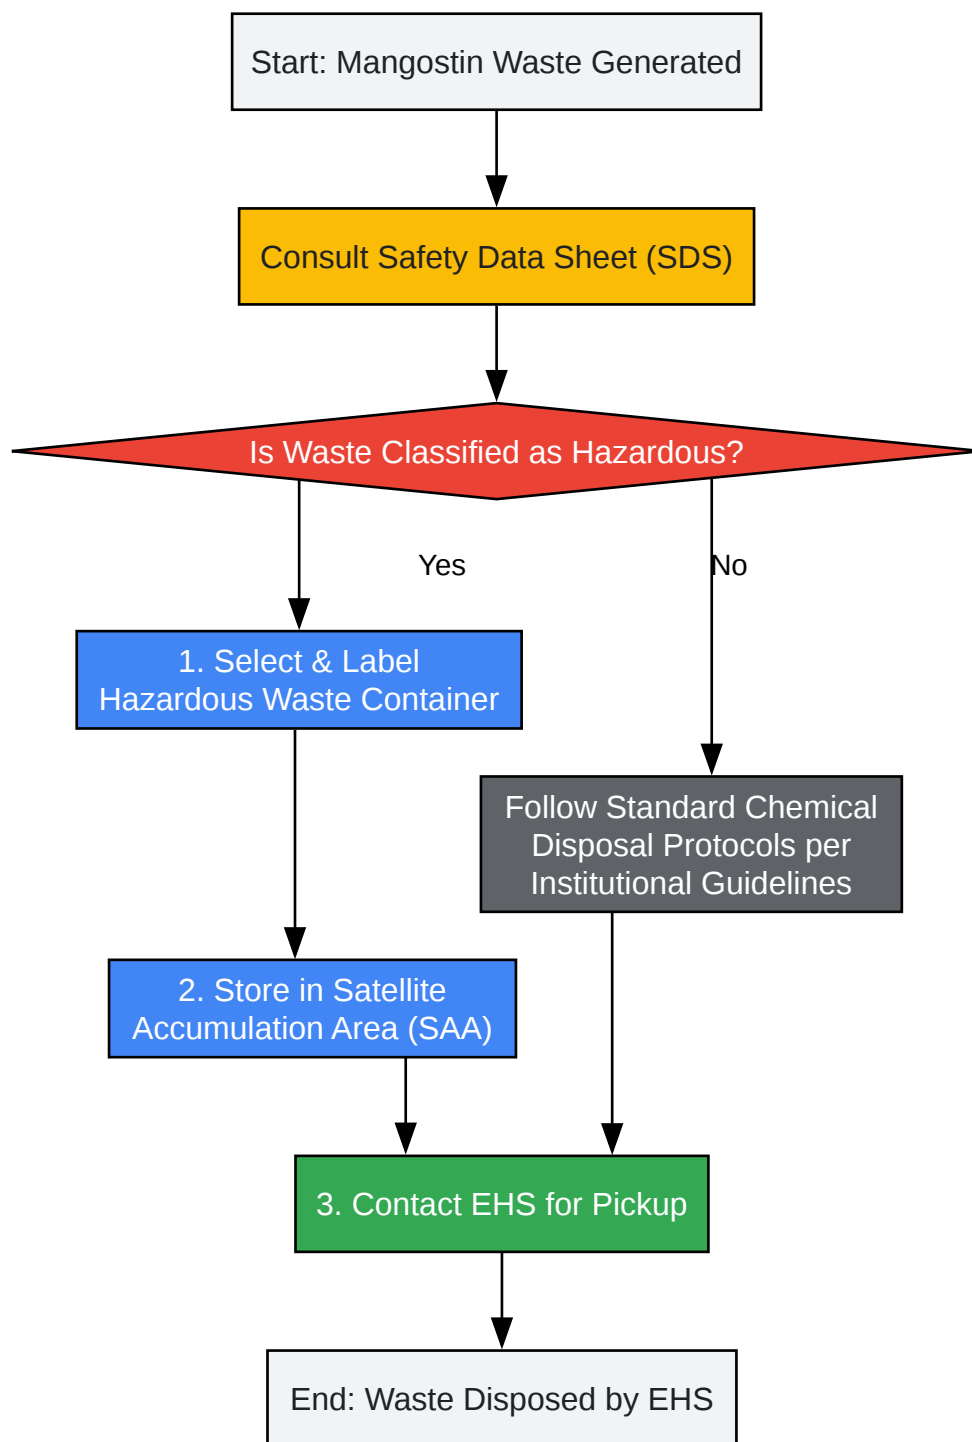 Start: Mangostin Waste Generated
Consult Safety Data Sheet (SDS)
Is Waste Classified as Hazardous?
Yes
No
1. Select & Label
Hazardous Waste Container
Follow Standard Chemical
Disposal Protocols per
Institutional Guidelines
2. Store in Satellite
Accumulation Area (SAA)
3. Contact EHS for Pickup
End: Waste Disposed by EHS